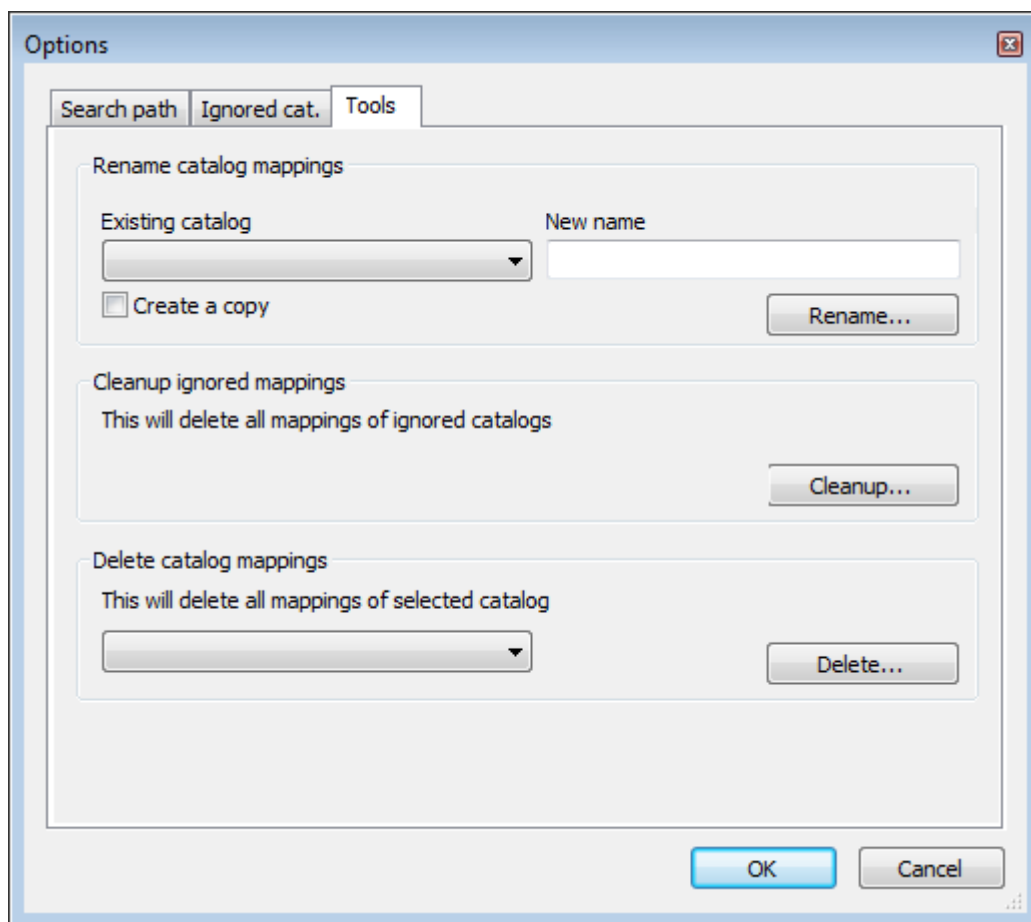 Options
Search path Ignored cat. Tools
Rename catalog mappings
Existing catalog New name
Create a copy
Rename...
Cleanup ignored mappings
This will delete all mappings of ignored catalogs
Cleanup...
Delete catalog mappings
This will delete all mappings of selected catalog
Delete...
OK Cancel